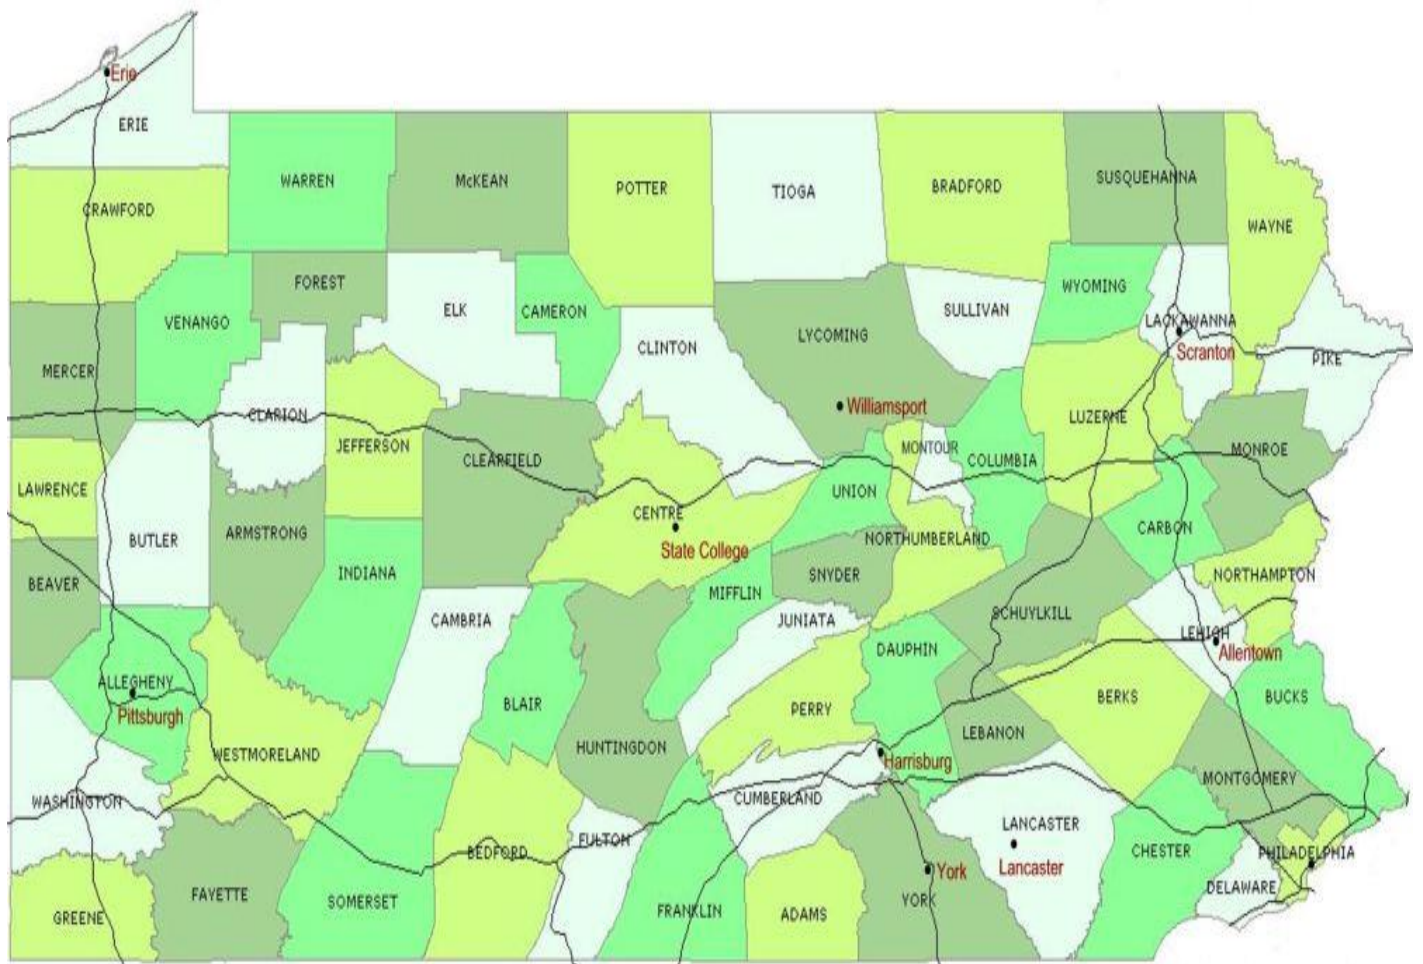 Erie
ERIE
WARREN
McKEAN
POTTER
TIOGA
BRADFORD
SUSQUEHANNA
CRAWFORD
WAYNE
FOREST
ELK
CAMERON
SULLIVAN
WYOMING
VENANGO
LYCOMING
LACKAWANNA
CLINTON
Scranton
PIKE
MERCER
Williamsport
CLARION
LUZERNE
JEFFERSON
MONTOUR
MONROE
CLEARFIELD
COLUMBIA
LAWRENCE
UNION
CENTRE
CARBON
BUTLER
ARMSTRONG
State College
NORTHUMBERLAND
INDIANA
SNYDER
NORTHAMPTON
BEAVER
MIFFLIN
SCHUYLKILL
CAMBRIA
JUNIATA
LEHIGH
DAUPHIN
Allentown
ALLEGHENY
BERKS
BUCKS
BLAIR
PERRY
Pittsburgh
LEBANON
HUNTINGDON
WESTMORELAND
Harrisburg
MONTGOMERY
WASHINGTON
CUMBERLAND
LANCASTER
FULTON
BEDFORD
CHESTER
PHILADELPHIA
Lancaster
York
DELAWARE
FAYETTE
SOMERSET
YORK
FRANKLIN
ADAMS
GREENE